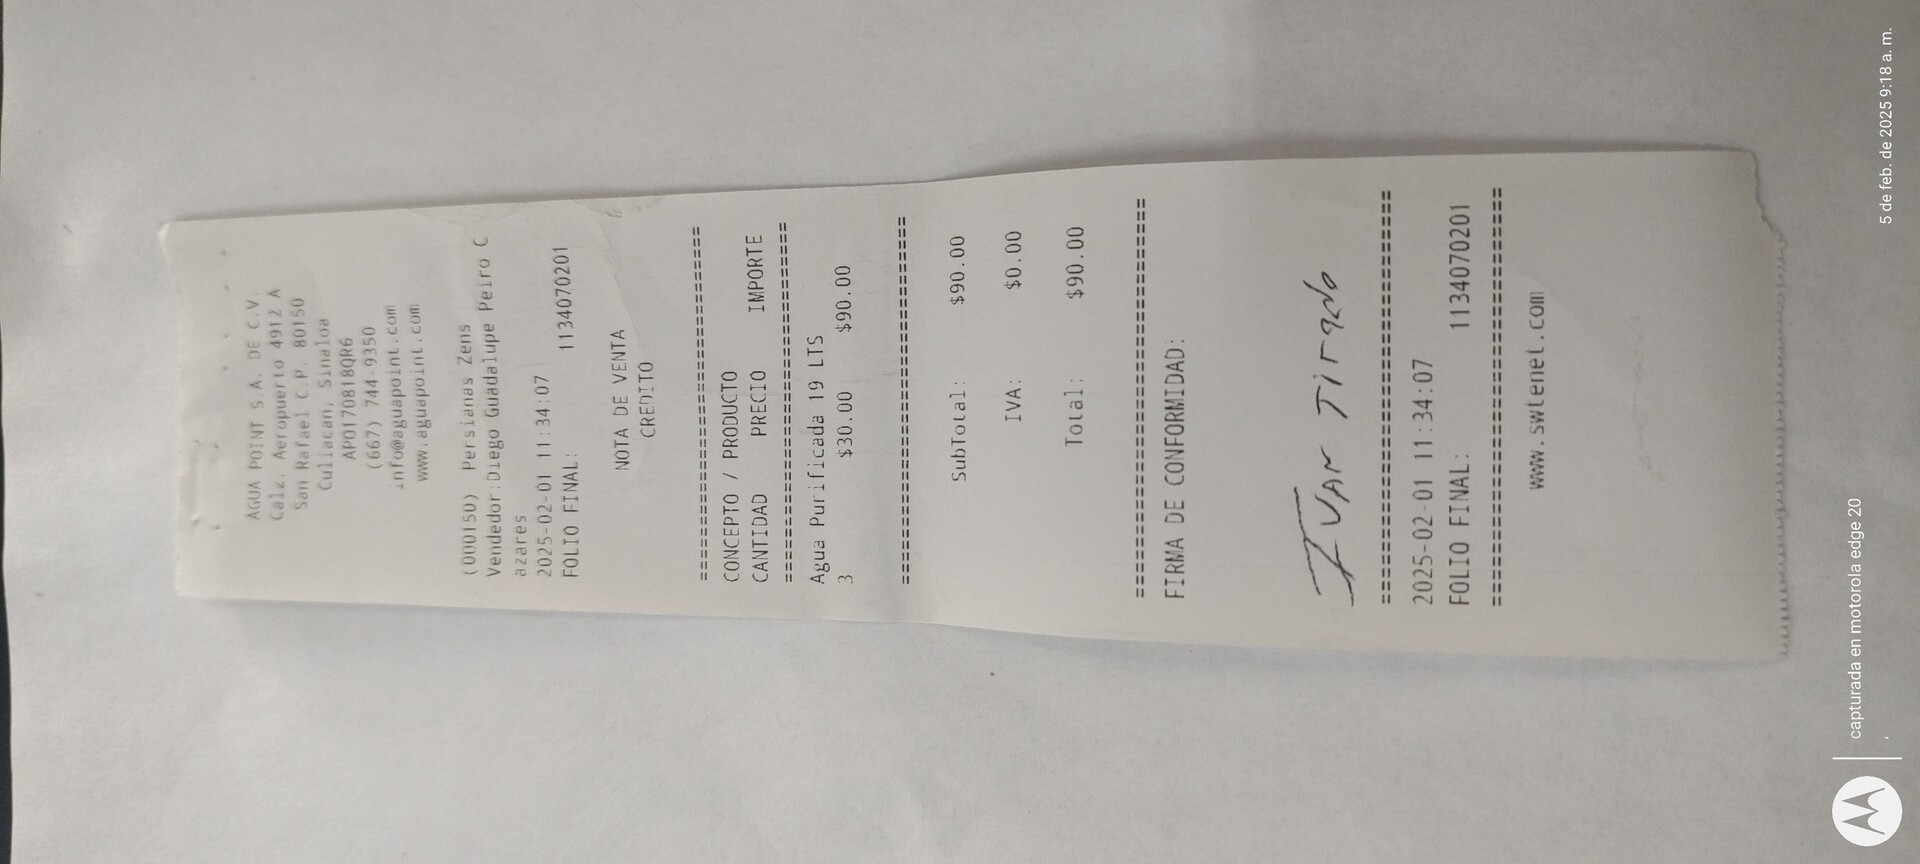 AGUA POINT S.A. DE C.V.
Calz. Aeropuerto 4912 A
San Rafael C.P. 80150
Culiacan, Sinaloa
APO170818QR6
(667) 744-9350
info@aguapoint.com
www.aguapoint.com
(000150) Persianas Zens
Vendedor:Diego Guadalupe Peiro C
azares
2025-02-01 11:34:07
FOLIO FINAL: 1134070201
NOTA DE VENTA
CREDITO
================================
CONCEPTO / PRODUCTO
CANTIDAD PRECIO IMPORTE
================================
Agua Purificada 19 LTS
3 $30.00 $90.00
================================
SubTotal: $90.00
IVA: $0.00
Total: $90.00
================================
FIRMA DE CONFORMIDAD:
IVAN TIRADO
================================
2025-02-01 11:34:07
FOLIO FINAL: 1134070201
================================
www.swtenet.com
capturada en motorola edge 20
5 de feb. de 2025 9:18 a. m.